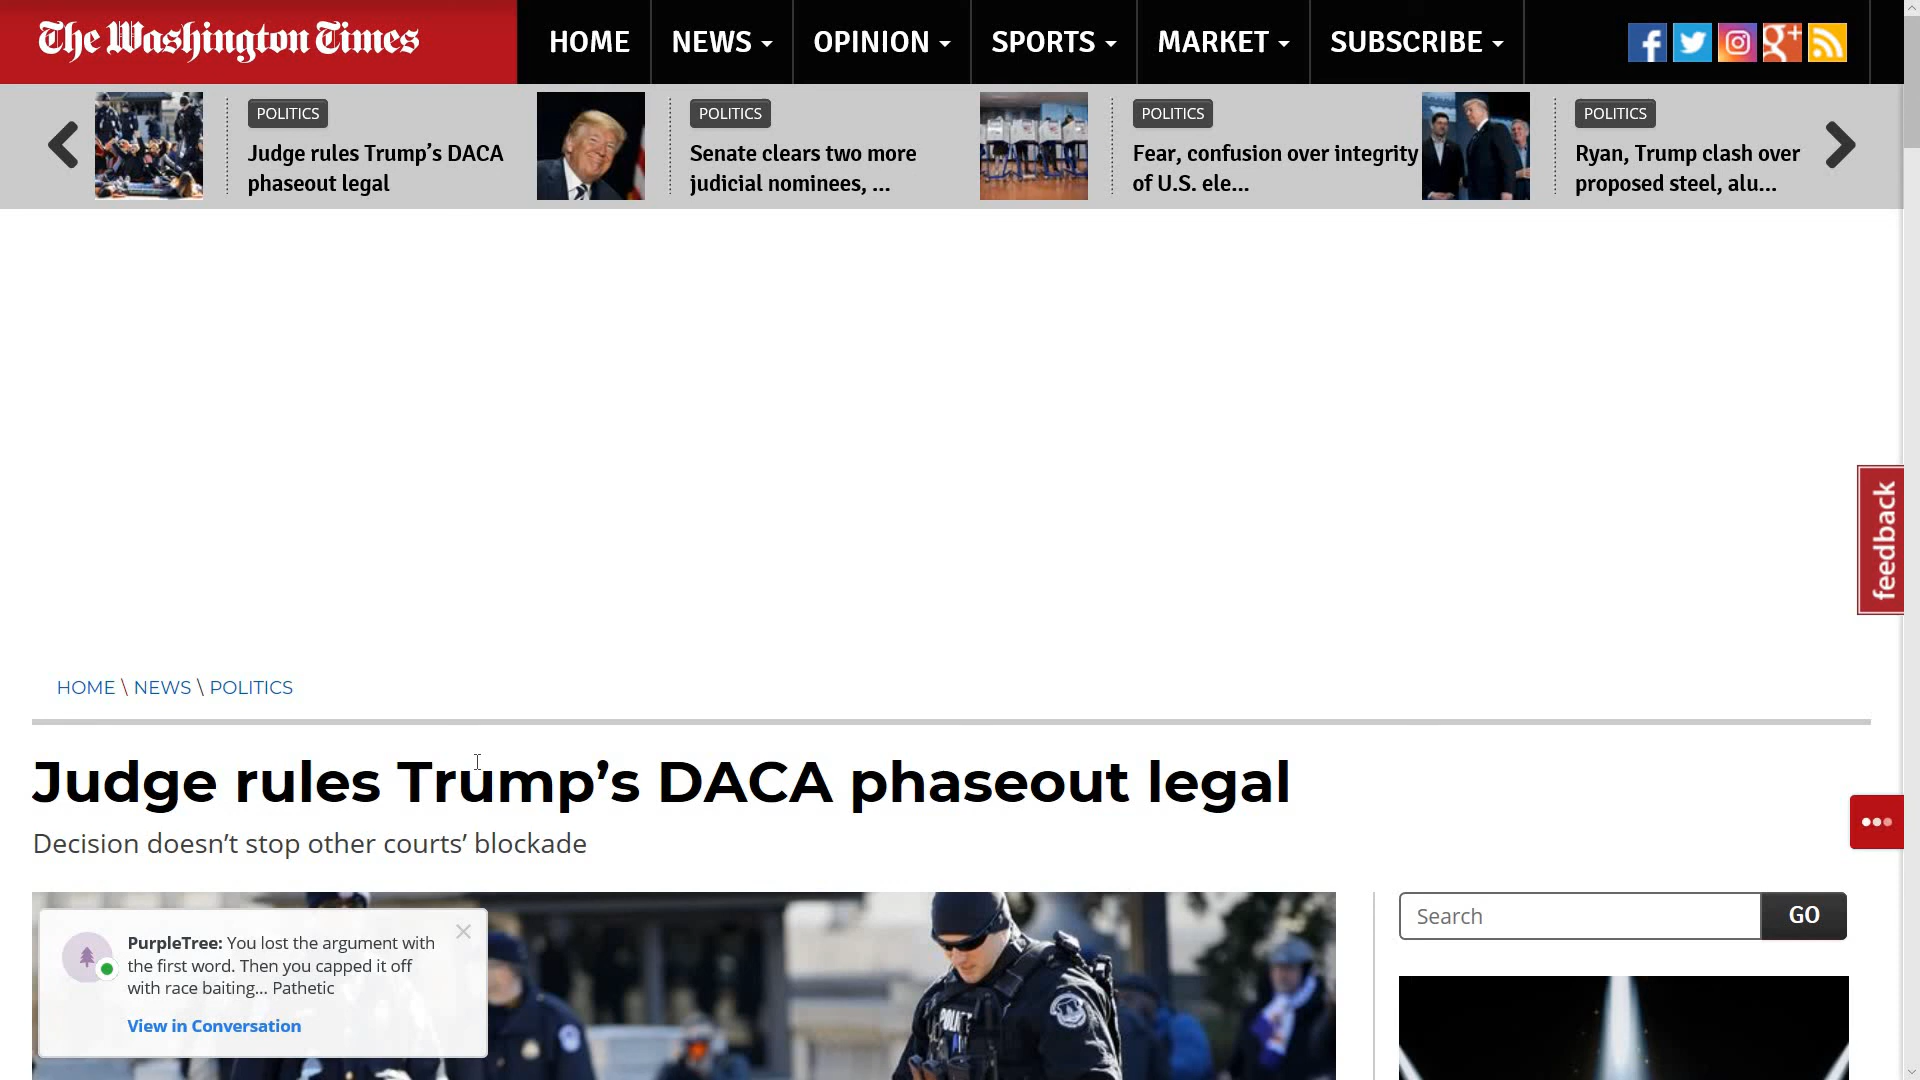 The Washington Times
HOME
NEWS
OPINION
SPORTS
MARKET
SUBSCRIBE
POLITICS
Judge rules Trump’s DACA
phaseout legal
POLITICS
Senate clears two more
judicial nominees, ...
POLITICS
Fear, confusion over integrity
of U.S. ele...
POLITICS
Ryan, Trump clash over
proposed steel, alu...
feedback
HOME \ NEWS \ POLITICS
Judge rules Trump’s DACA phaseout legal
Decision doesn’t stop other courts’ blockade
Search
GO
PurpleTree: You lost the argument with
the first word. Then you capped it off
with race baiting... Pathetic
View in Conversation